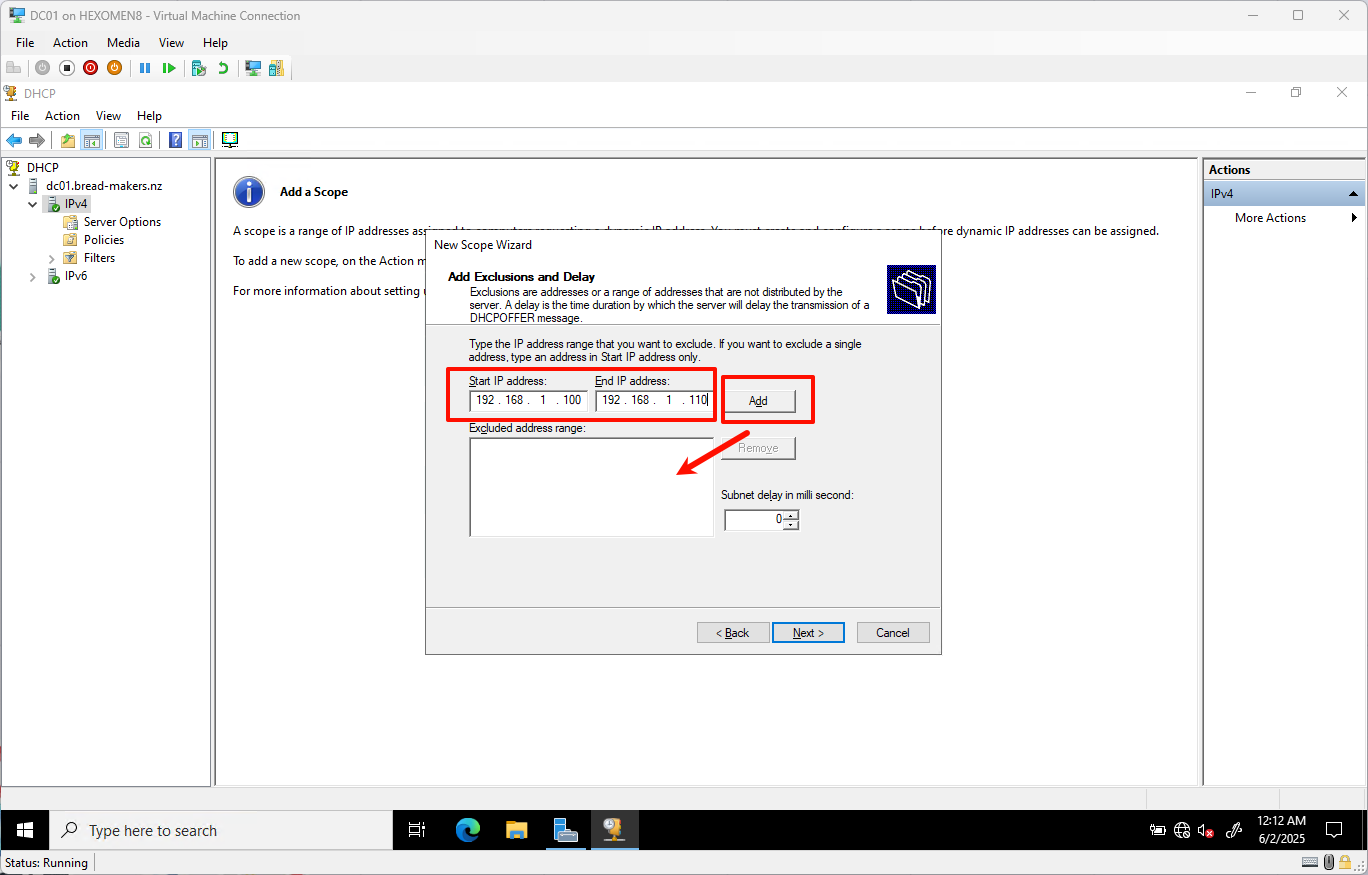 DC01 on HEXOMEN8 - Virtual Machine Connection
File Action Media View Help
DHCP
File Action View Help
DHCP
dc01.bread-makers.nz
IPv4
Server Options
Policies
Filters
IPv6
Add a Scope
A scope is a range of IP addresses
before dynamic IP addresses can be assigned.
To add a new scope, on the Action
For more information about setting
New Scope Wizard
Add Exclusions and Delay
Exclusions are addresses or a range of addresses that are not distributed by the
server. A delay is the time duration by which the server will delay the transmission of a
DHCPOFFER message.
Type the IP address range that you want to exclude. If you want to exclude a single
address, type an address in Start IP address only.
Start IP address: End IP address:
192 . 168 . 1 . 100 192 . 168 . 1 . 110 Add
Excluded address range:
Remove
Subnet delay in milli second:
0
< Back Next > Cancel
Actions
IPv4
More Actions
Type here to search
12:12 AM
6/2/2025
Status: Running